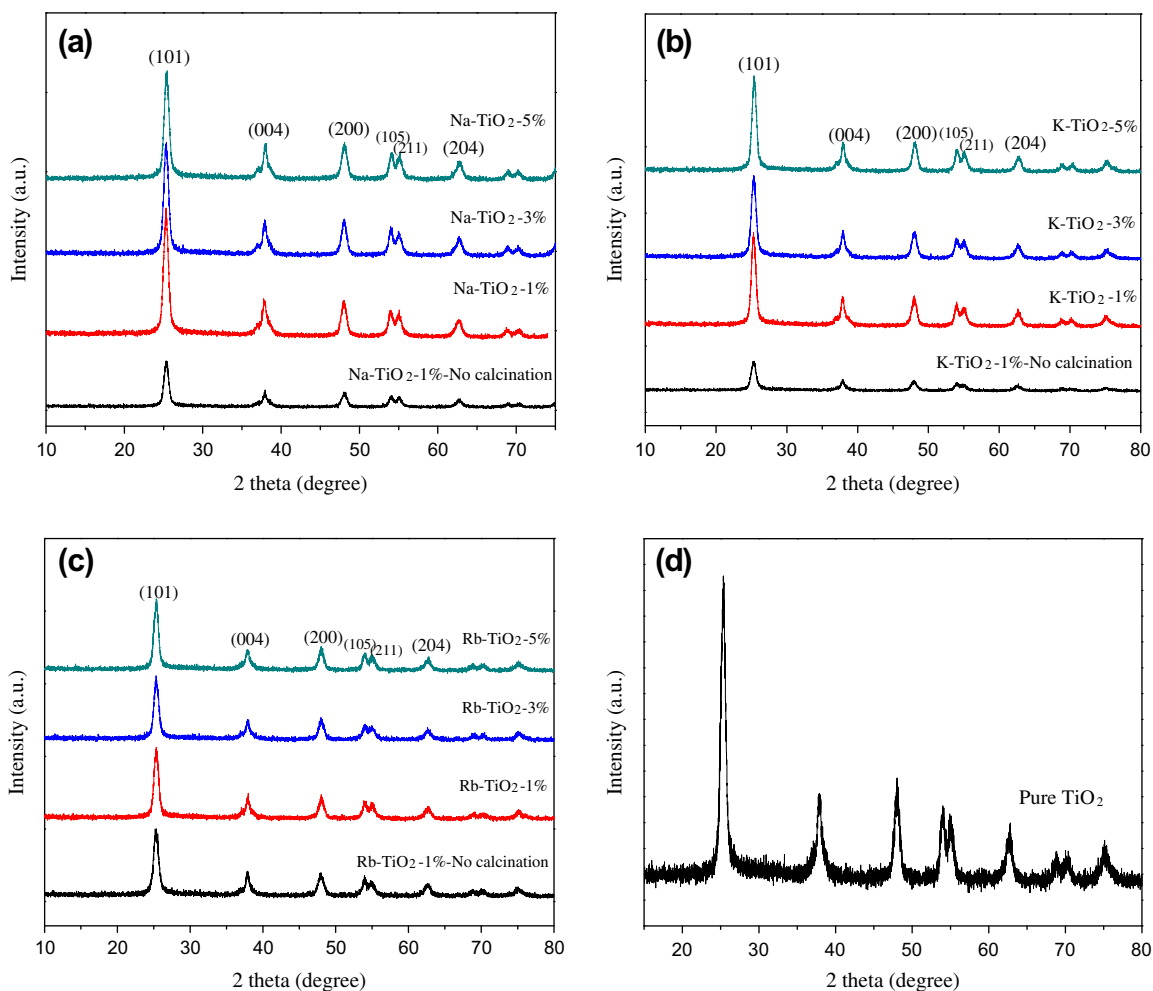 (a)
(101)
(004)
(200)
(105)
(211)
(204)
Na-TiO2-5%
Na-TiO2-3%
Na-TiO2-1%
Na-TiO2-1%-No calcination
Intensity (a.u.)
10 20 30 40 50 60 70
2 theta (degree)
(b)
(101)
(004)
(200)
(105)
(211)
(204)
K-TiO2-5%
K-TiO2-3%
K-TiO2-1%
K-TiO2-1%-No calcination
Intensity (a.u.)
10 20 30 40 50 60 70 80
2 theta (degree)
(c)
(101)
(004)
(200)
(105)
(211)
(204)
Rb-TiO2-5%
Rb-TiO2-3%
Rb-TiO2-1%
Rb-TiO2-1%-No calcination
Intensity (a.u.)
10 20 30 40 50 60 70 80
2 theta (degree)
(d)
Pure TiO2
Intensity (a.u.)
20 30 40 50 60 70 80
2 theta (degree)